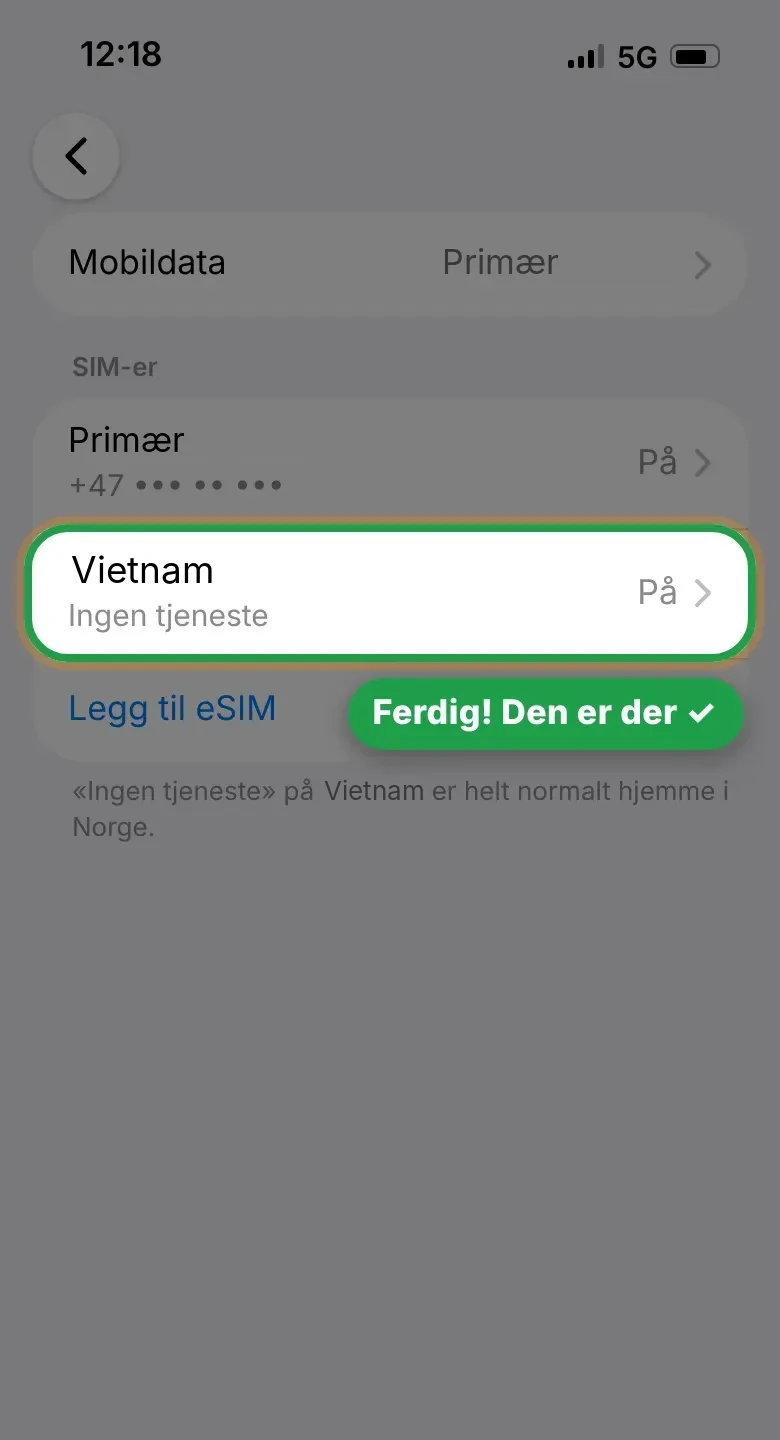 12:18
5G
Mobildata
Primær
SIM-er
Primær
På
+47 ••• •• •••
Vietnam
På
Ingen tjeneste
Legg til eSIM
Ferdig! Den er der ✓
«Ingen tjeneste» på Vietnam er helt normalt hjemme i
Norge.